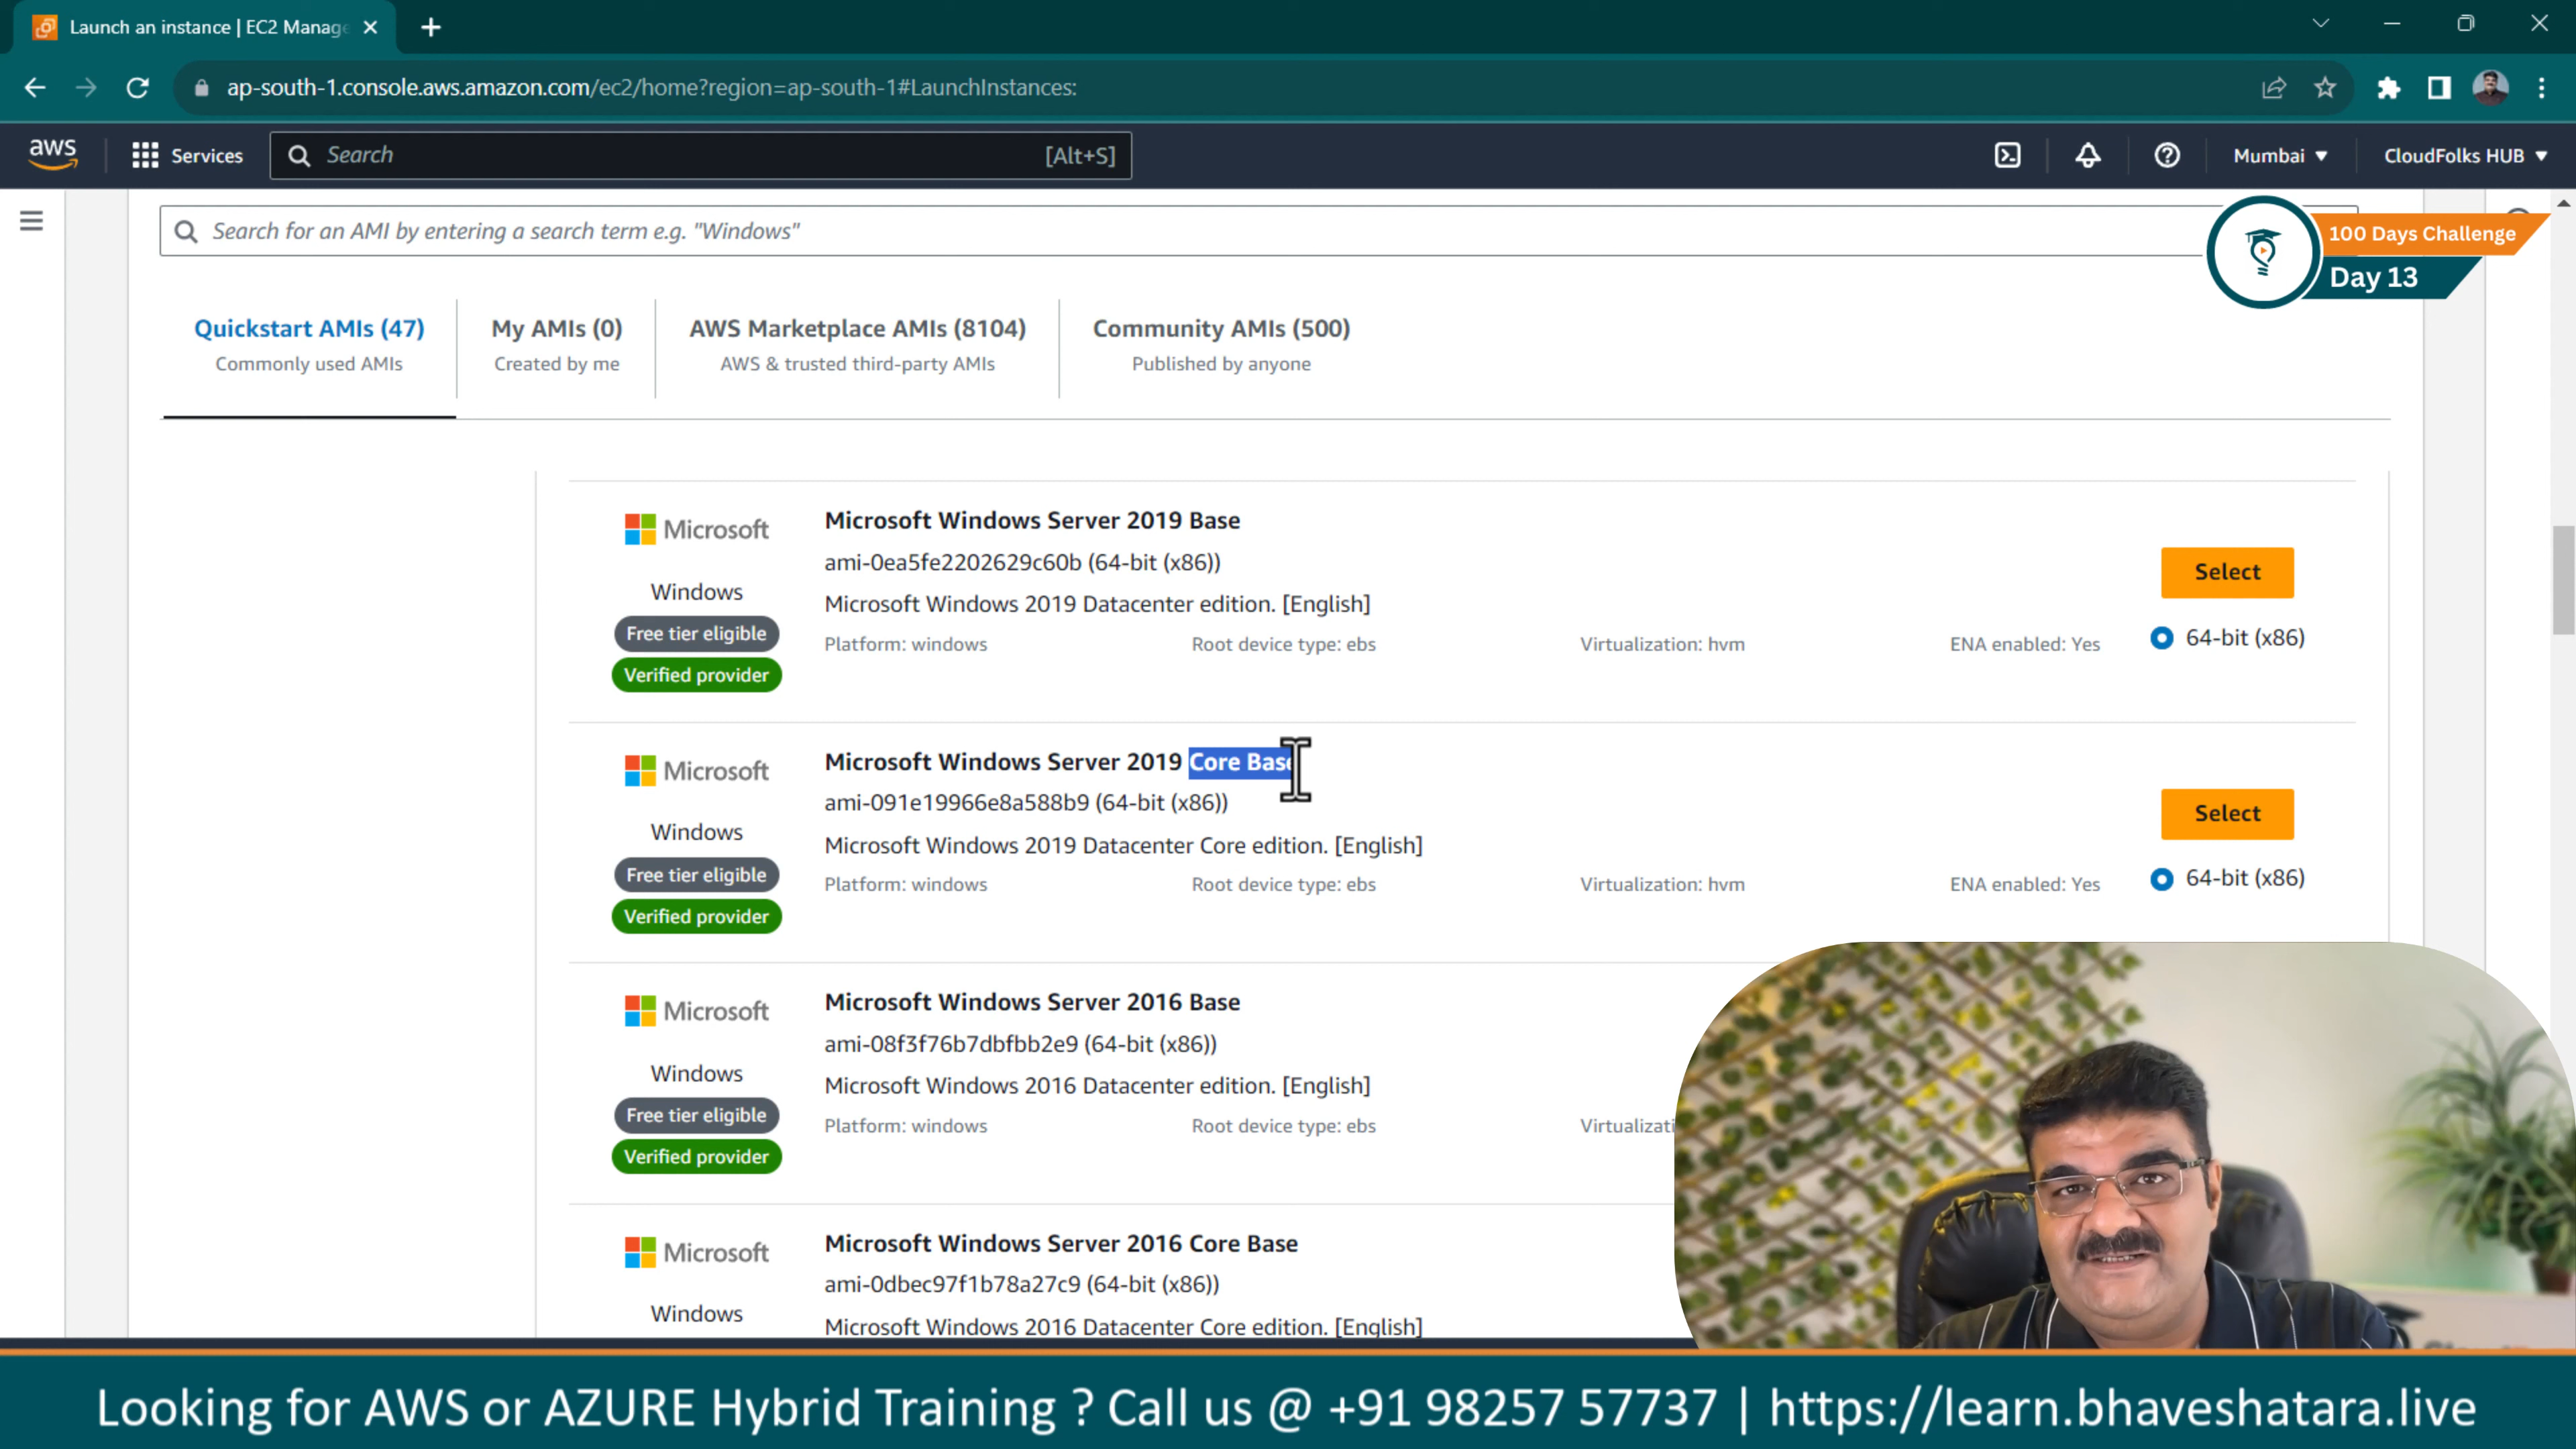 Launch an instance | EC2 Manage
ap-south-1.console.aws.amazon.com/ec2/home?region=ap-south-1#LaunchInstances:
aws
Services
Search
[Alt+S]
Mumbai
CloudFolks HUB
Search for an AMI by entering a search term e.g. "Windows"
100 Days Challenge
Day 13
Quickstart AMIs (47)
Commonly used AMIs
My AMIs (0)
Created by me
AWS Marketplace AMIs (8104)
AWS & trusted third-party AMIs
Community AMIs (500)
Published by anyone
Microsoft
Windows
Free tier eligible
Verified provider
Microsoft Windows Server 2019 Base
ami-0ea5fe2202629c60b (64-bit (x86))
Microsoft Windows 2019 Datacenter edition. [English]
Platform: windows
Root device type: ebs
Virtualization: hvm
ENA enabled: Yes
Select
64-bit (x86)
Microsoft
Windows
Free tier eligible
Verified provider
Microsoft Windows Server 2019 Core Base
ami-091e19966e8a588b9 (64-bit (x86))
Microsoft Windows 2019 Datacenter Core edition. [English]
Platform: windows
Root device type: ebs
Virtualization: hvm
ENA enabled: Yes
Select
64-bit (x86)
Microsoft
Windows
Free tier eligible
Verified provider
Microsoft Windows Server 2016 Base
ami-08f3f76b7dbfbb2e9 (64-bit (x86))
Microsoft Windows 2016 Datacenter edition. [English]
Platform: windows
Root device type: ebs
Virtualizati
Microsoft
Windows
Microsoft Windows Server 2016 Core Base
ami-0dbec97f1b78a27c9 (64-bit (x86))
Microsoft Windows 2016 Datacenter Core edition. [English]
Looking for AWS or AZURE Hybrid Training ? Call us @ +91 98257 57737 | https://learn.bhaveshatara.live